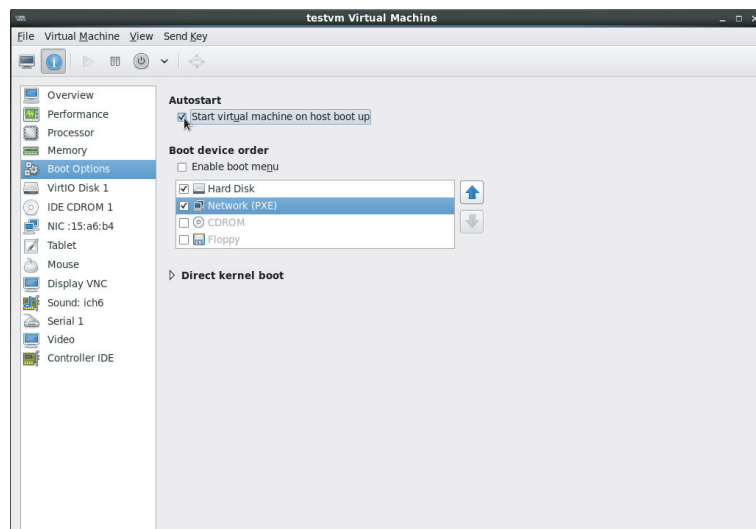 testvm Virtual Machine
File Virtual Machine View Send Key
Overview
Performance
Processor
Memory
Boot Options
VirtIO Disk 1
IDE CDROM 1
NIC :15:a6:b4
Tablet
Mouse
Display VNC
Sound: ich6
Serial 1
Video
Controller IDE
Autostart
Start virtual machine on host boot up
Boot device order
Enable boot menu
Hard Disk
Network (PXE)
CDROM
Floppy
Direct kernel boot